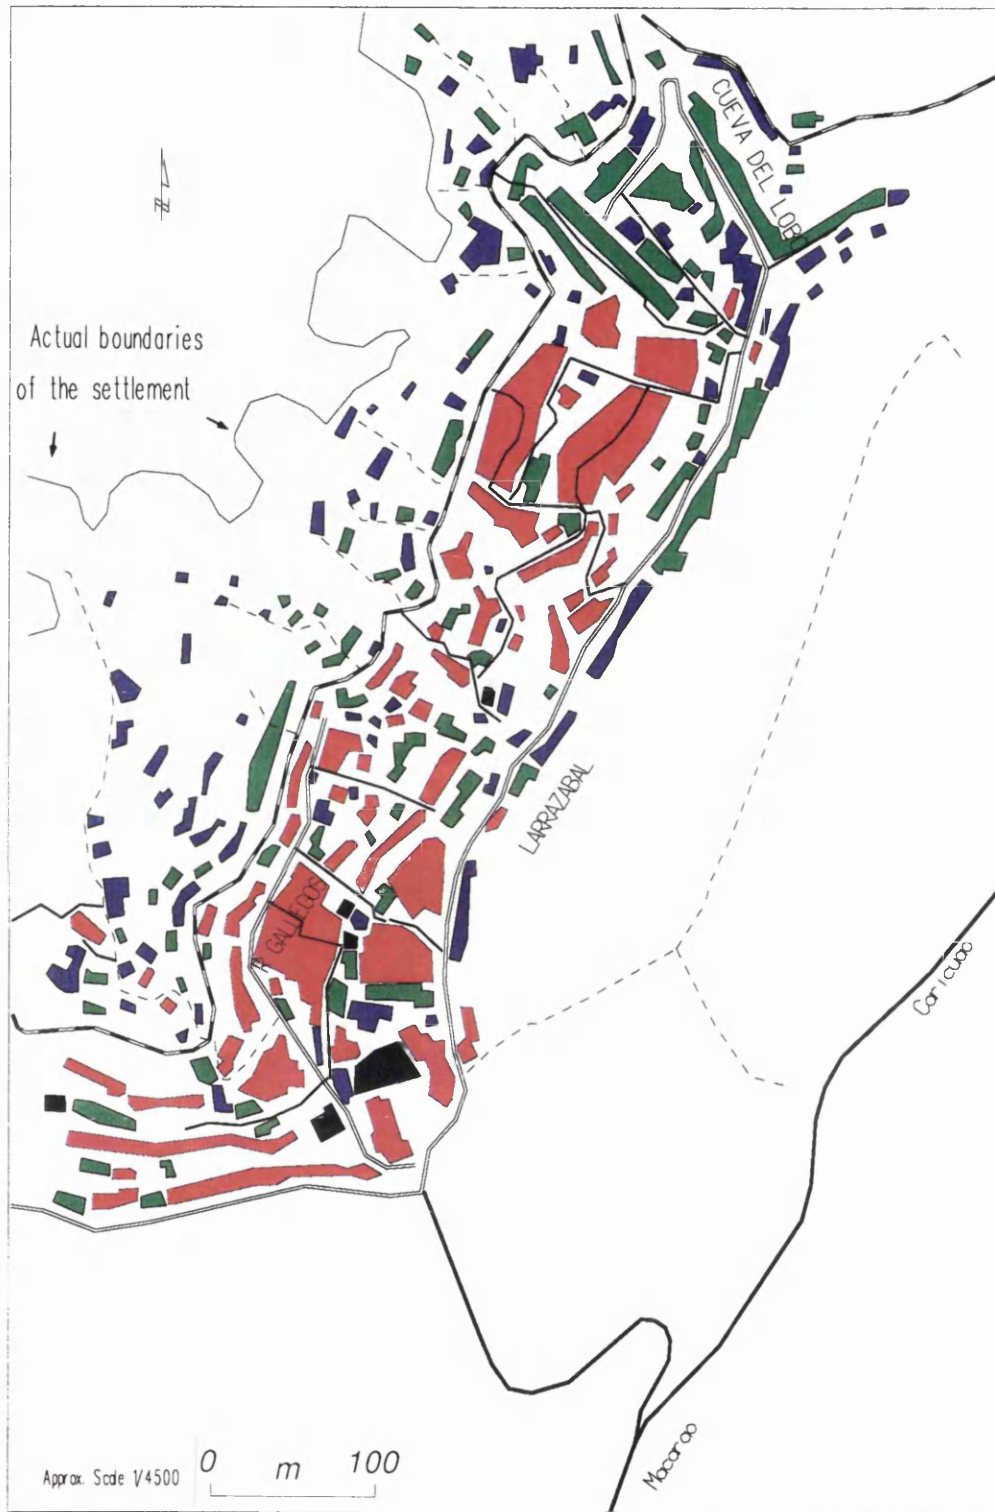 CUEVA DEL LOBO
Actual boundaries
of the settlement
LARRAZABAL
GALLEGOS
Caricuao
Macarao
Approx. Scale 1/4500
0 m 100